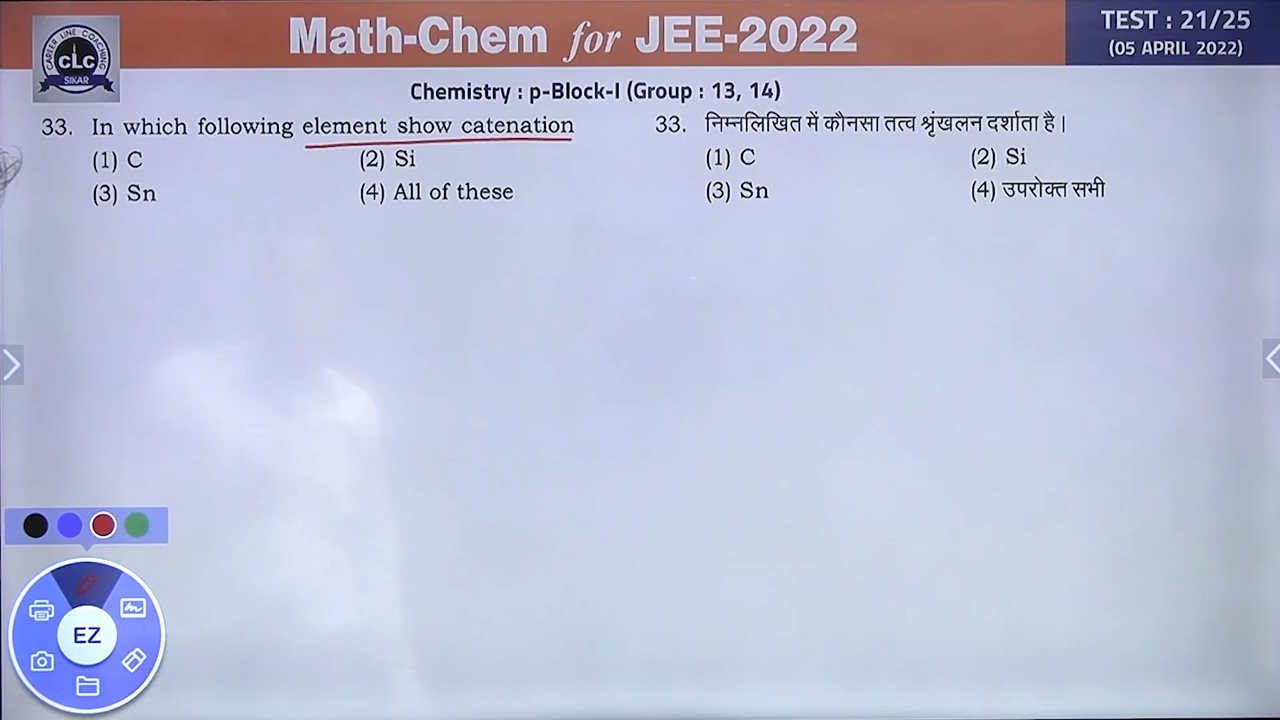 CAREER LINE COACHING
CLC
SIKAR
Math-Chem for JEE-2022
TEST : 21/25
(05 APRIL 2022)
Chemistry : p-Block-I (Group : 13, 14)
33. In which following element show catenation
(1) C (2) Si
(3) Sn (4) All of these
33. निम्नलिखित में कौनसा तत्व श्रृंखलन दर्शाता है।
(1) C (2) Si
(3) Sn (4) उपरोक्त सभी
EZ